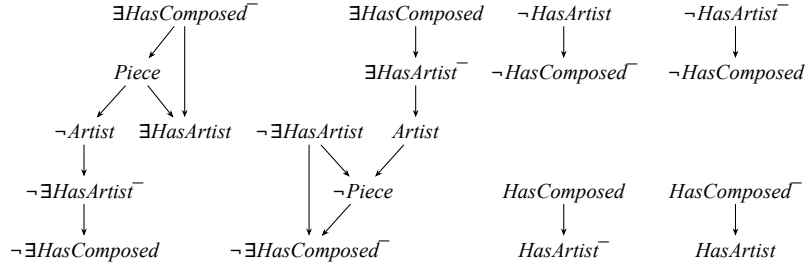 ∃HasComposed⁻ ∃HasComposed ¬HasArtist ¬HasArtist⁻
Piece ∃HasArtist⁻ ¬HasComposed⁻ ¬HasComposed
¬Artist ∃HasArtist ¬∃HasArtist Artist
¬∃HasArtist⁻ ¬Piece HasComposed HasComposed⁻
¬∃HasComposed ¬∃HasComposed⁻ HasArtist⁻ HasArtist